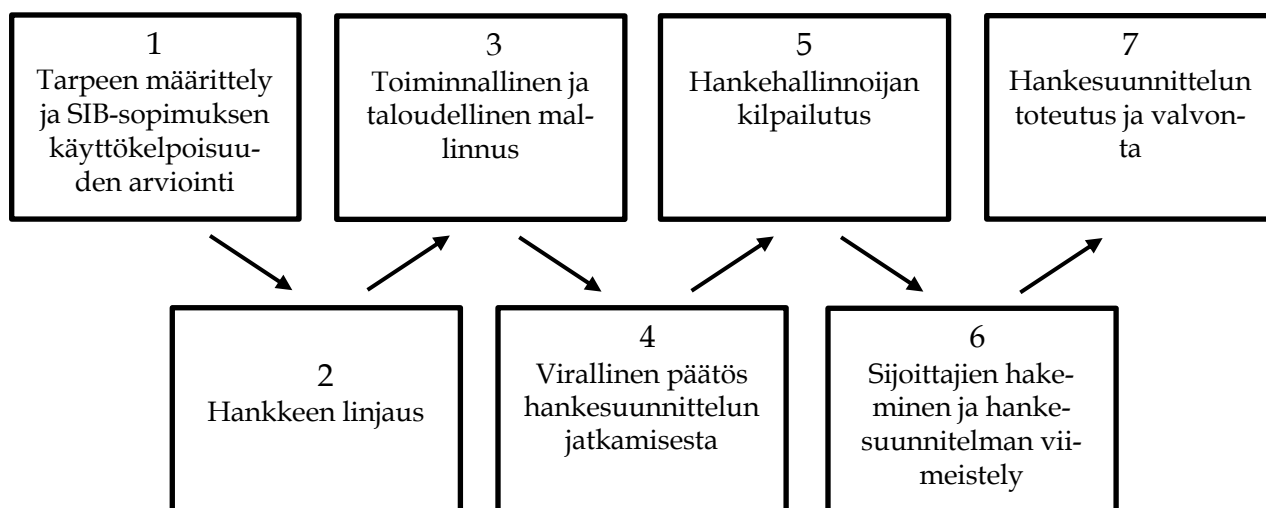 1
Tarpeen määrittely
ja SIB-sopimuksen
käyttökelpoisuu-
den arviointi
2
Hankkeen linjaus
3
Toiminnallinen ja
taloudellinen mal-
linnus
4
Virallinen päätös
hankesuunnittelun
jatkamisesta
5
Hankehallinnoijan
kilpailutus
6
Sijoittajien hake-
minen ja hanke-
suunnitelman vii-
meistely
7
Hankesuunnittelun
toteutus ja valvon-
ta